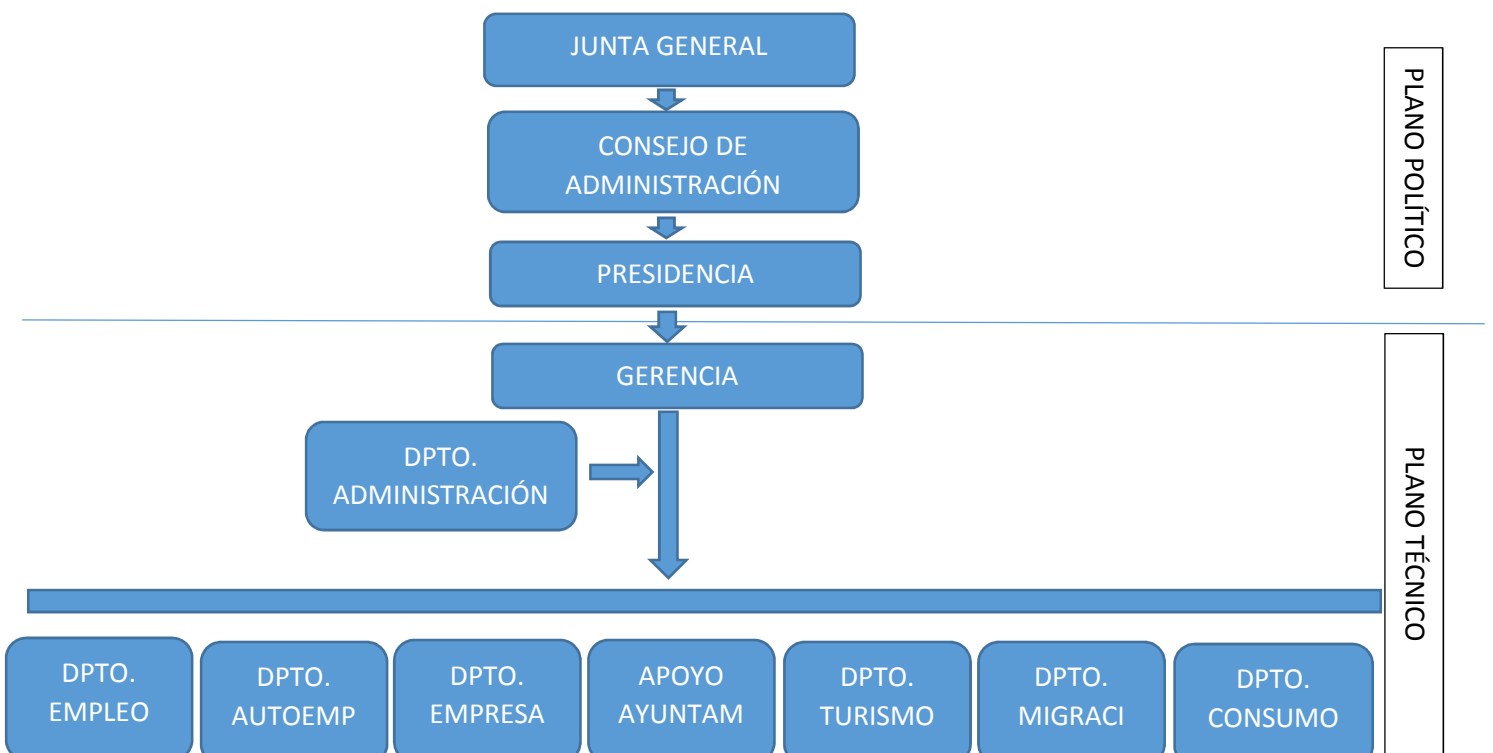 JUNTA GENERAL
CONSEJO DE
ADMINISTRACIÓN
PRESIDENCIA
PLANO POLÍTICO
GERENCIA
DPTO.
ADMINISTRACIÓN
PLANO TÉCNICO
DPTO.
EMPLEO
DPTO.
AUTOEMP
DPTO.
EMPRESA
APOYO
AYUNTAM
DPTO.
TURISMO
DPTO.
MIGRACI
DPTO.
CONSUMO